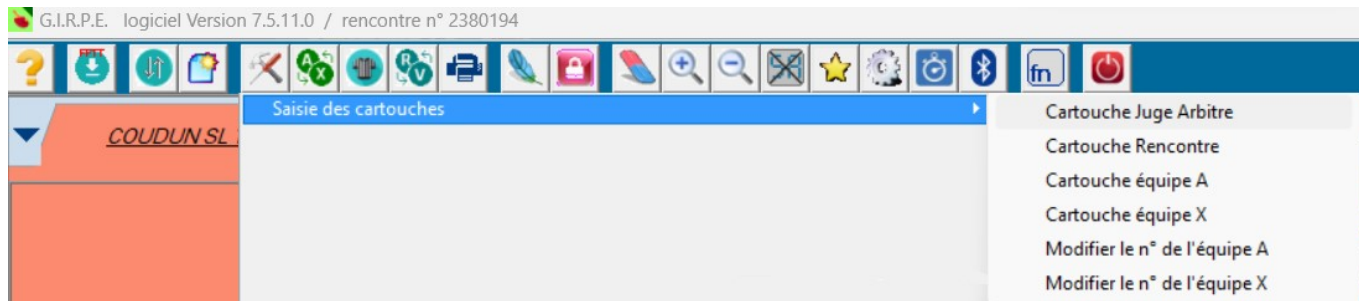 G.I.R.P.E. logiciel Version 7.5.11.0 / rencontre n° 2380194
?
A X
R V
fn
Saisie des cartouches
COUDUN SL
Cartouche Juge Arbitre
Cartouche Rencontre
Cartouche équipe A
Cartouche équipe X
Modifier le n° de l'équipe A
Modifier le n° de l'équipe X